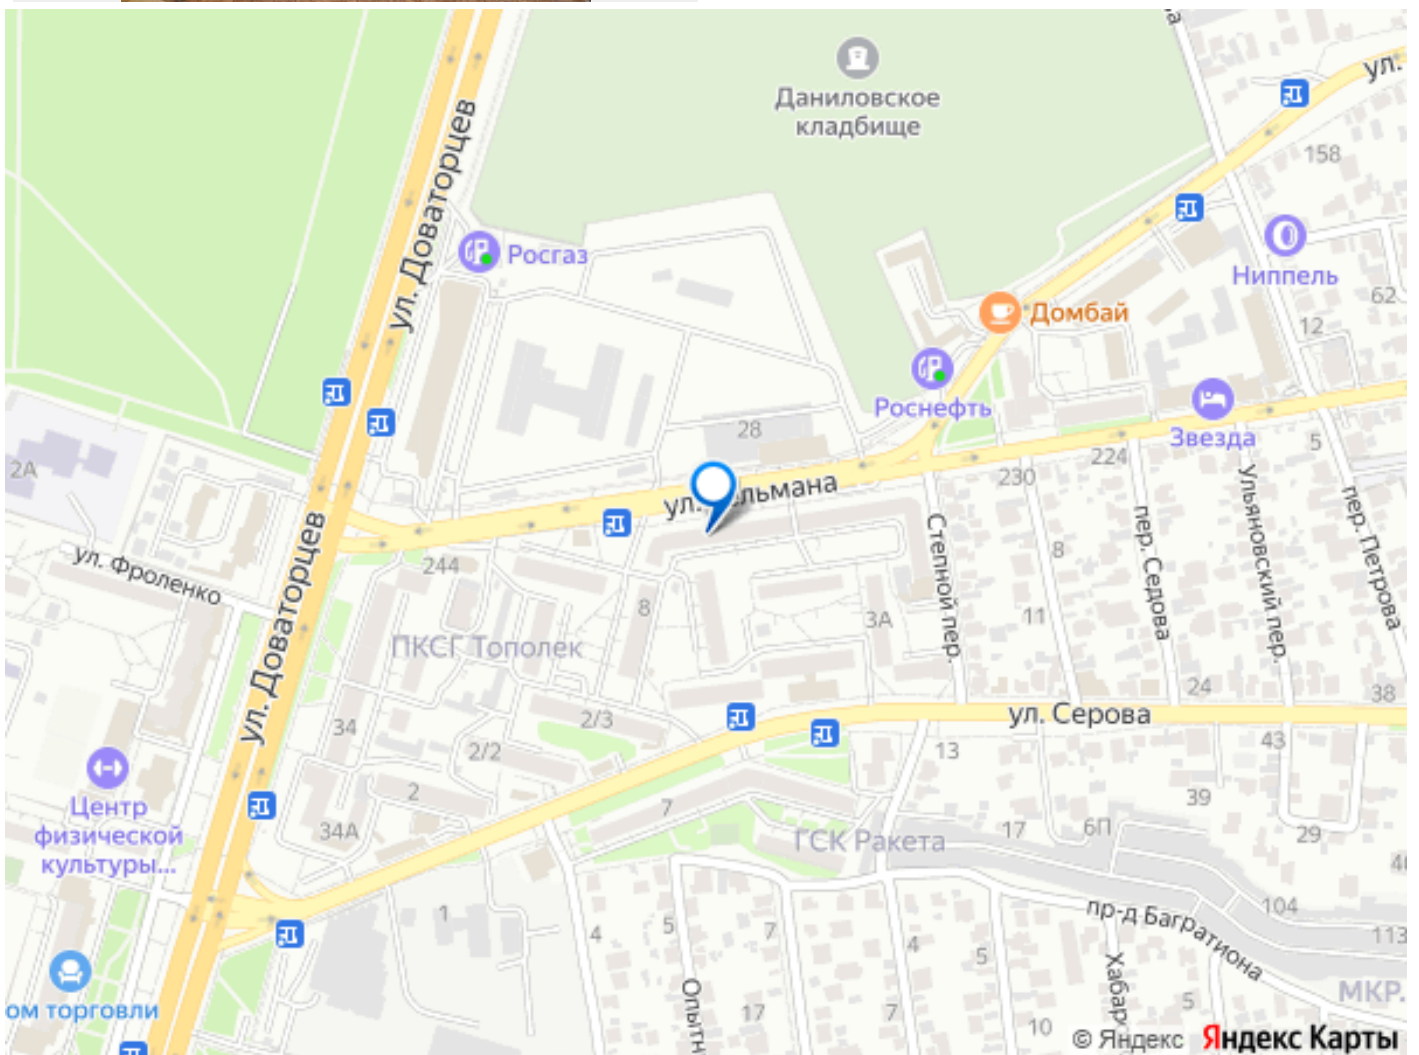 Даниловское
кладбище
ул.
158
ул. Доваторцев
Росгаз
Ниппель
62
12
Домбай
Роснефть
Звезда
28
2А
5
224
230
ул. Доваторцев
ул. Фроленко
244
8
ПКСГ Тополек
3А
Степной пер.
8
11
пер. Седова
Ульяновский пер.
пер. Петрова
24
38
ул. Серова
34
2/3
2/2
2
34А
7
13
43
39
29
17
6П
ГСК Ракета
Центр
физической
культуры...
1
4
5
7
4
5
пр-д Багратиона
104
113
ом торговли
Опытн
17
7
10
Хабар
5
МКР.
© Яндекс Яндекс Карты